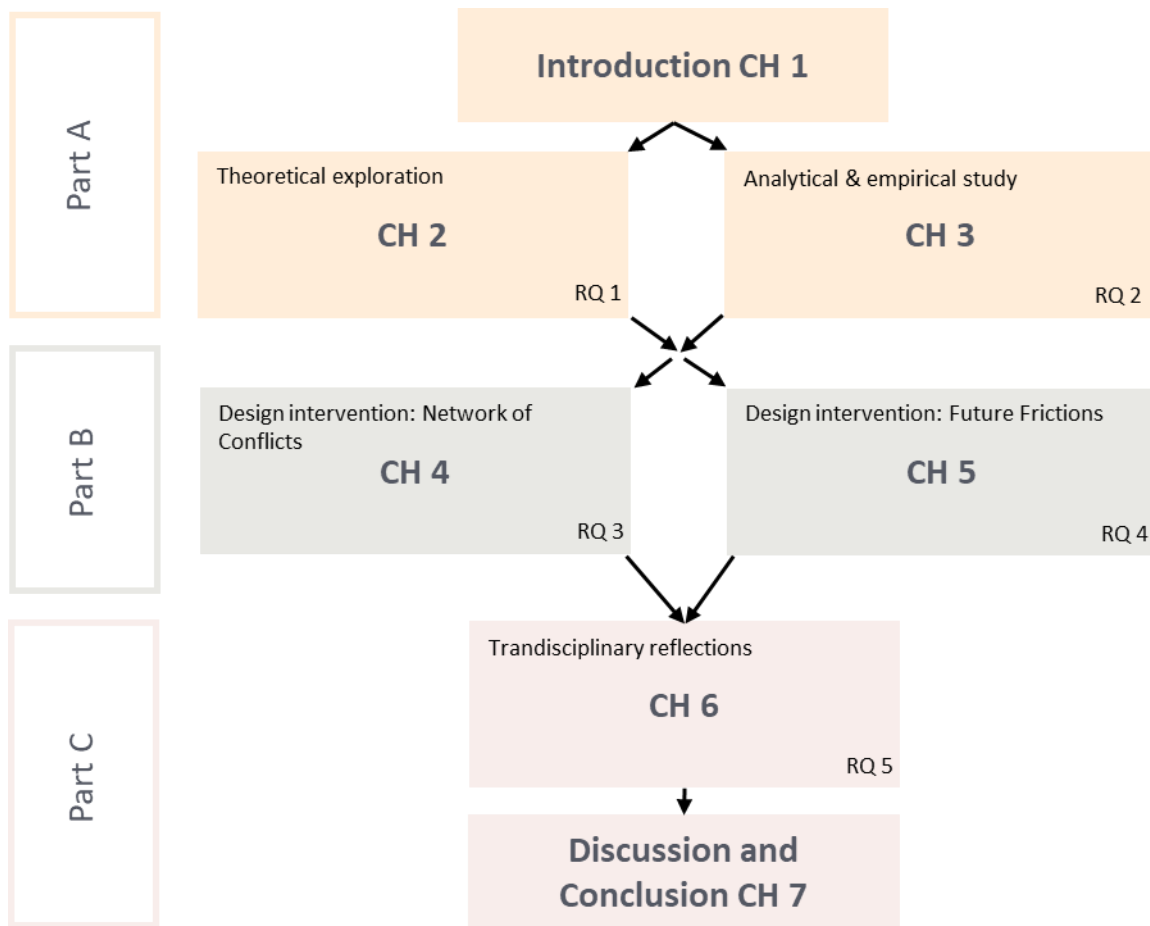 Part A
Introduction CH 1
Theoretical exploration
CH 2
RQ 1
Analytical & empirical study
CH 3
RQ 2
Part B
Design intervention: Network of
Conflicts
CH 4
RQ 3
Design intervention: Future Frictions
CH 5
RQ 4
Part C
Trandisciplinary reflections
CH 6
RQ 5
Discussion and
Conclusion CH 7